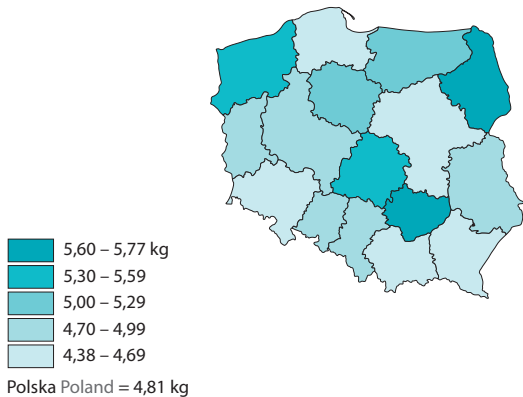 5,60 – 5,77 kg
5,30 – 5,59
5,00 – 5,29
4,70 – 4,99
4,38 – 4,69
Polska Poland = 4,81 kg